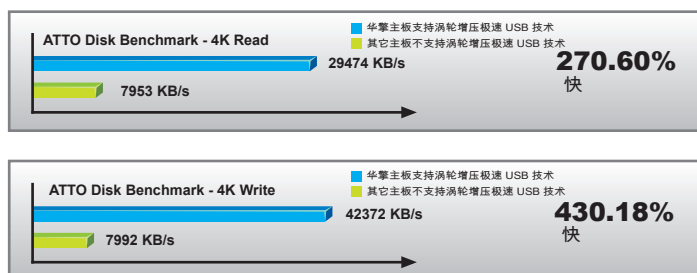 华擎主板支持涡轮增压极速 USB 技术
ATTO Disk Benchmark - 4K Read
其它主板不支持涡轮增压极速 USB 技术
29474 KB/s
270.60%
快
7953 KB/s
华擎主板支持涡轮增压极速 USB 技术
ATTO Disk Benchmark - 4K Write
其它主板不支持涡轮增压极速 USB 技术
42372 KB/s
430.18%
快
7992 KB/s